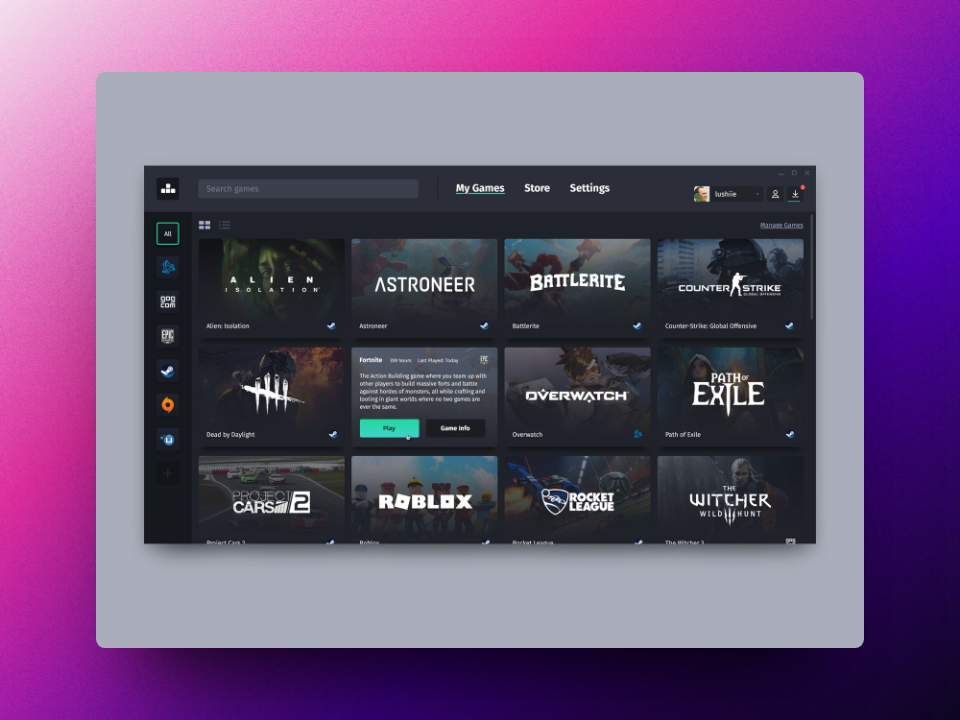 Search games
My Games Store Settings
lushiie
All
Manage Games
ALIEN
ISOLATION
Alien: Isolation
ASTRONEER
Astroneer
BATTLERITE
Battlerite
COUNTER STRIKE
GLOBAL OFFENSIVE
Counter-Strike: Global Offensive
gog
com
EPIC
Dead by Daylight
Fortnite 359 hours Last Played: Today
EPIC
The Action Building game where you team up with
other players to build massive forts and battle
against hordes of monsters, all while crafting and
looting in giant worlds where no two games are
ever the same.
Play Game Info
OVERWATCH
Overwatch
PATH OF
EXILE
Path of Exile
PROJECT
CARS 2
Project Cars 2
ROBLOX
Roblox
ROCKET
LEAGUE
Rocket League
THE
WITCHER
WILD HUNT
The Witcher 3
gog